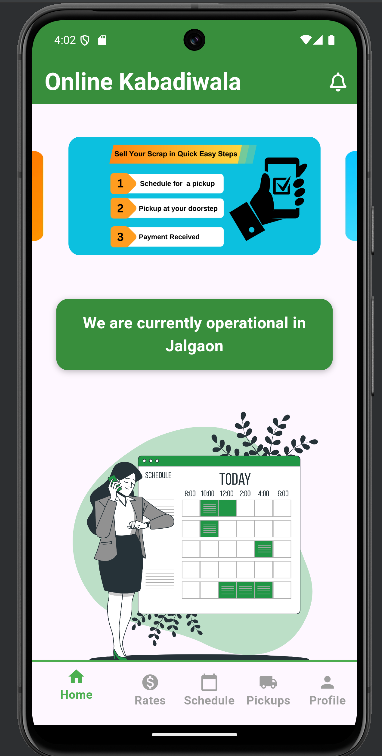 4:02
Online Kabadiwala
Sell Your Scrap in Quick Easy Steps
1 Schedule for a pickup
2 Pickup at your doorstep
3 Payment Received
We are currently operational in
Jalgaon
SCHEDULE
TODAY
8:00 10:00 12:00 2:00 4:00 6:00
Home Rates Schedule Pickups Profile